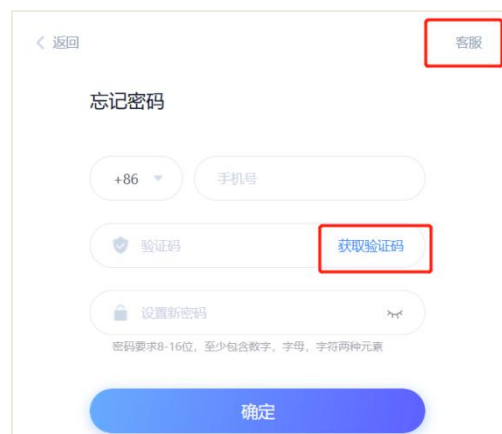 返回 客服
忘记密码
+86 手机号
验证码 获取验证码
设置新密码
密码要求8-16位，至少包含数字，字母，字符两种元素
确定